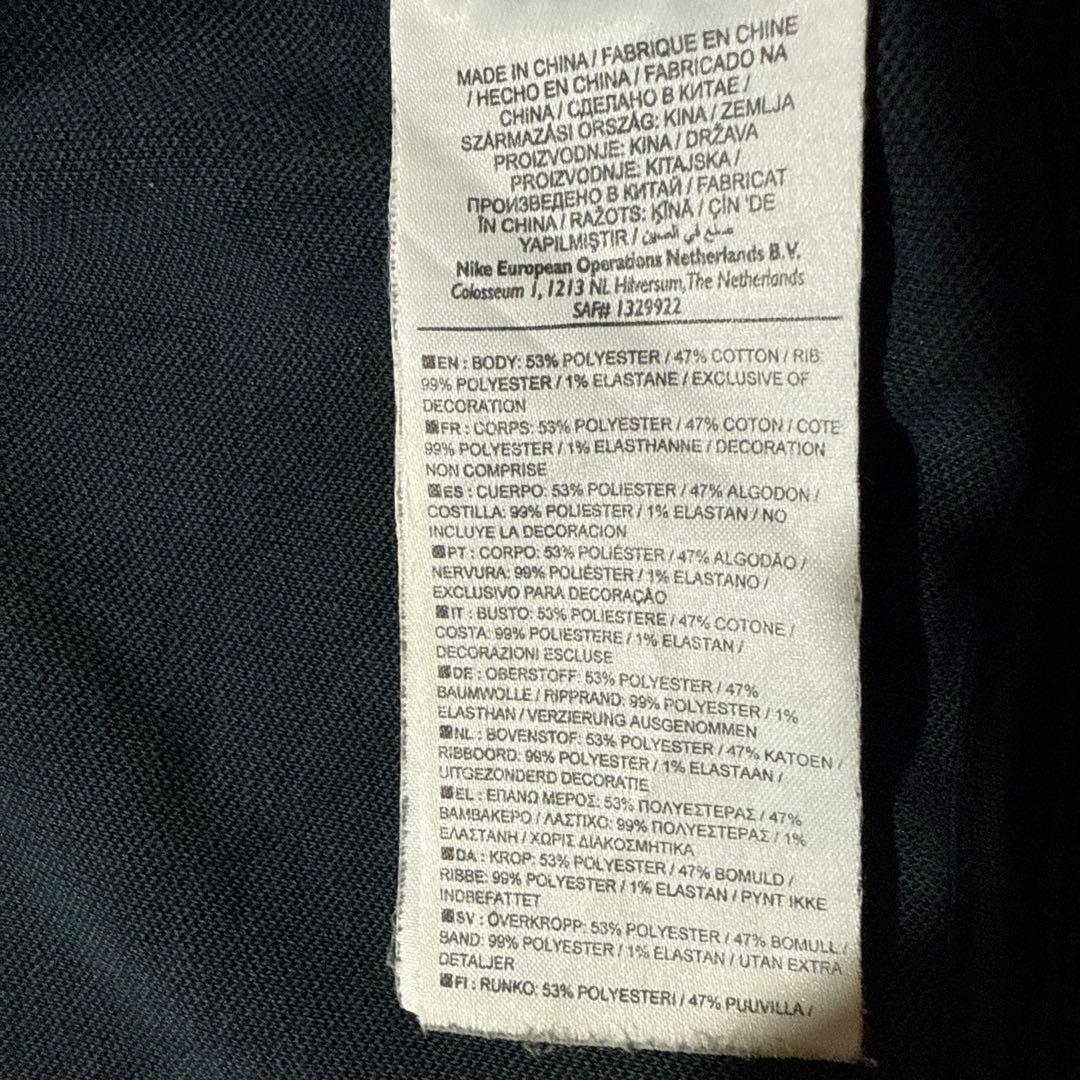 MADE IN CHINA / FABRIQUE EN CHINE
/ HECHO EN CHINA / FABRICADO NA
CHINA / СДЕЛАНО В КИТАЕ /
SZÁRMAZÁSI ORSZÁG: KINA / ZEMLJA
PROIZVODNJE: KINA / DRŽAVA
PROIZVODNJE: KITAJSKA /
ПРОИЗВЕДЕНО В КИТАЙ / FABRICAT
ÎN CHINA / RAŽOTS: ĶĪNĀ / ÇİN 'DE
YAPILMIŞTIR / صنع في الصين
Nike European Operations Netherlands B.V.
Colosseum 1, 1213 NL Hilversum, The Netherlands
SAF# 1329922
EN : BODY: 53% POLYESTER / 47% COTTON / RIB:
99% POLYESTER / 1% ELASTANE / EXCLUSIVE OF
DECORATION
FR : CORPS: 53% POLYESTER / 47% COTON / COTE:
99% POLYESTER / 1% ELASTHANNE / DECORATION
NON COMPRISE
ES : CUERPO: 53% POLIESTER / 47% ALGODON /
COSTILLA: 99% POLIESTER / 1% ELASTAN / NO
INCLUYE LA DECORACION
PT : CORPO: 53% POLIÉSTER / 47% ALGODÃO /
NERVURA: 99% POLIÉSTER / 1% ELASTANO /
EXCLUSIVO PARA DECORAÇÃO
IT : BUSTO: 53% POLIESTERE / 47% COTONE /
COSTA: 99% POLIESTERE / 1% ELASTAN /
DECORAZIONI ESCLUSE
DE : OBERSTOFF: 53% POLYESTER / 47%
BAUMWOLLE / RIPPRAND: 99% POLYESTER / 1%
ELASTHAN / VERZIERUNG AUSGENOMMEN
NL : BOVENSTOF: 53% POLYESTER / 47% KATOEN /
RIBBOORD: 99% POLYESTER / 1% ELASTAAN /
UITGEZONDERD DECORATIE
EL : ΕΠΑΝΩ ΜΕΡΟΣ: 53% ΠΟΛΥΕΣΤΕΡΑΣ / 47%
ΒΑΜΒΑΚΕΡΟ / ΛΑΣΤΙΧΟ: 99% ΠΟΛΥΕΣΤΕΡΑΣ / 1%
ΕΛΑΣΤΑΝΗ / ΧΩΡΙΣ ΔΙΑΚΟΣΜΗΤΙΚΑ
DA : KROP: 53% POLYESTER / 47% BOMULD /
RIBBE: 99% POLYESTER / 1% ELASTAN / PYNT IKKE
INDBEFATTET
SV : ÖVERKROPP: 53% POLYESTER / 47% BOMULL /
BAND: 99% POLYESTER / 1% ELASTAN / UTAN EXTRA
DETALJER
FI : RUNKO: 53% POLYESTERI / 47% PUUVILLA /